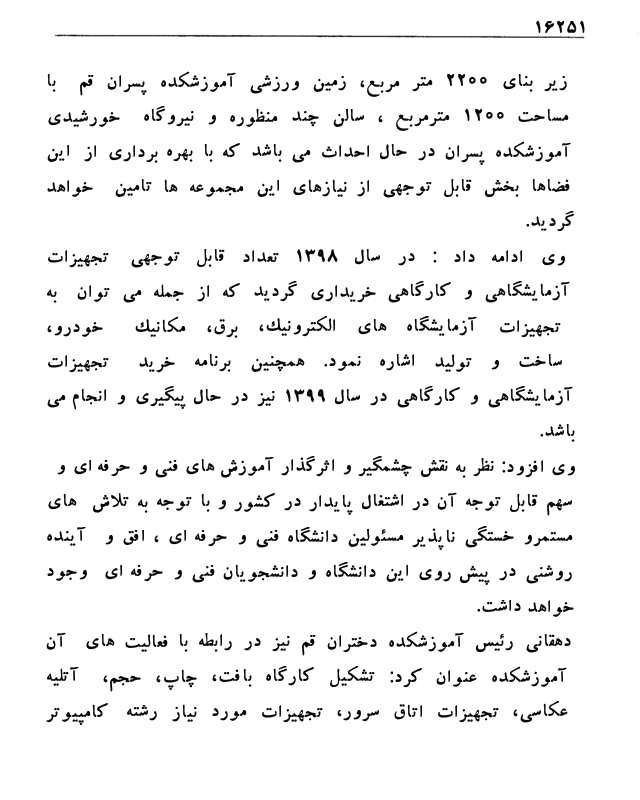 ۱۶۲۵۱
زیر بنای ۲۲۰۰ متر مربع، زمین ورزشی آموزشکده پسران قم با
مساحت ۱۲۰۰ مترمربع ، سالن چند منظوره و نیروگاه خورشیدی
آموزشکده پسران در حال احداث می باشد که با بهره برداری از این
فضاها بخش قابل توجهی از نیازهای این مجموعه ها تامین خواهد
گردید.
وی ادامه داد : در سال ۱۳۹۸ تعداد قابل توجهی تجهیزات
آزمایشگاهی و کارگاهی خریداری گردید که از جمله می توان به
تجهیزات آزمایشگاه های الکترونیك، برق، مکانیك خودرو،
ساخت و تولید اشاره نمود. همچنین برنامه خرید تجهیزات
آزمایشگاهی و کارگاهی در سال ۱۳۹۹ نیز در حال پیگیری و انجام می
باشد.
وی افزود: نظر به نقش چشمگیر و اثرگذار آموزش های فنی و حرفه ای و
سهم قابل توجه آن در اشتغال پایدار در کشور و با توجه به تلاش های
مستمرو خستگی ناپذیر مسئولین دانشگاه فنی و حرفه ای ، افق و آینده
روشنی در پیش روی این دانشگاه و دانشجویان فنی و حرفه ای وجود
خواهد داشت.
دهقانی رئیس آموزشکده دختران قم نیز در رابطه با فعالیت های آن
آموزشکده عنوان کرد: تشکیل کارگاه بافت، چاپ، حجم، آتلیه
عکاسی، تجهیزات اتاق سرور، تجهیزات مورد نیاز رشته کامپیوتر